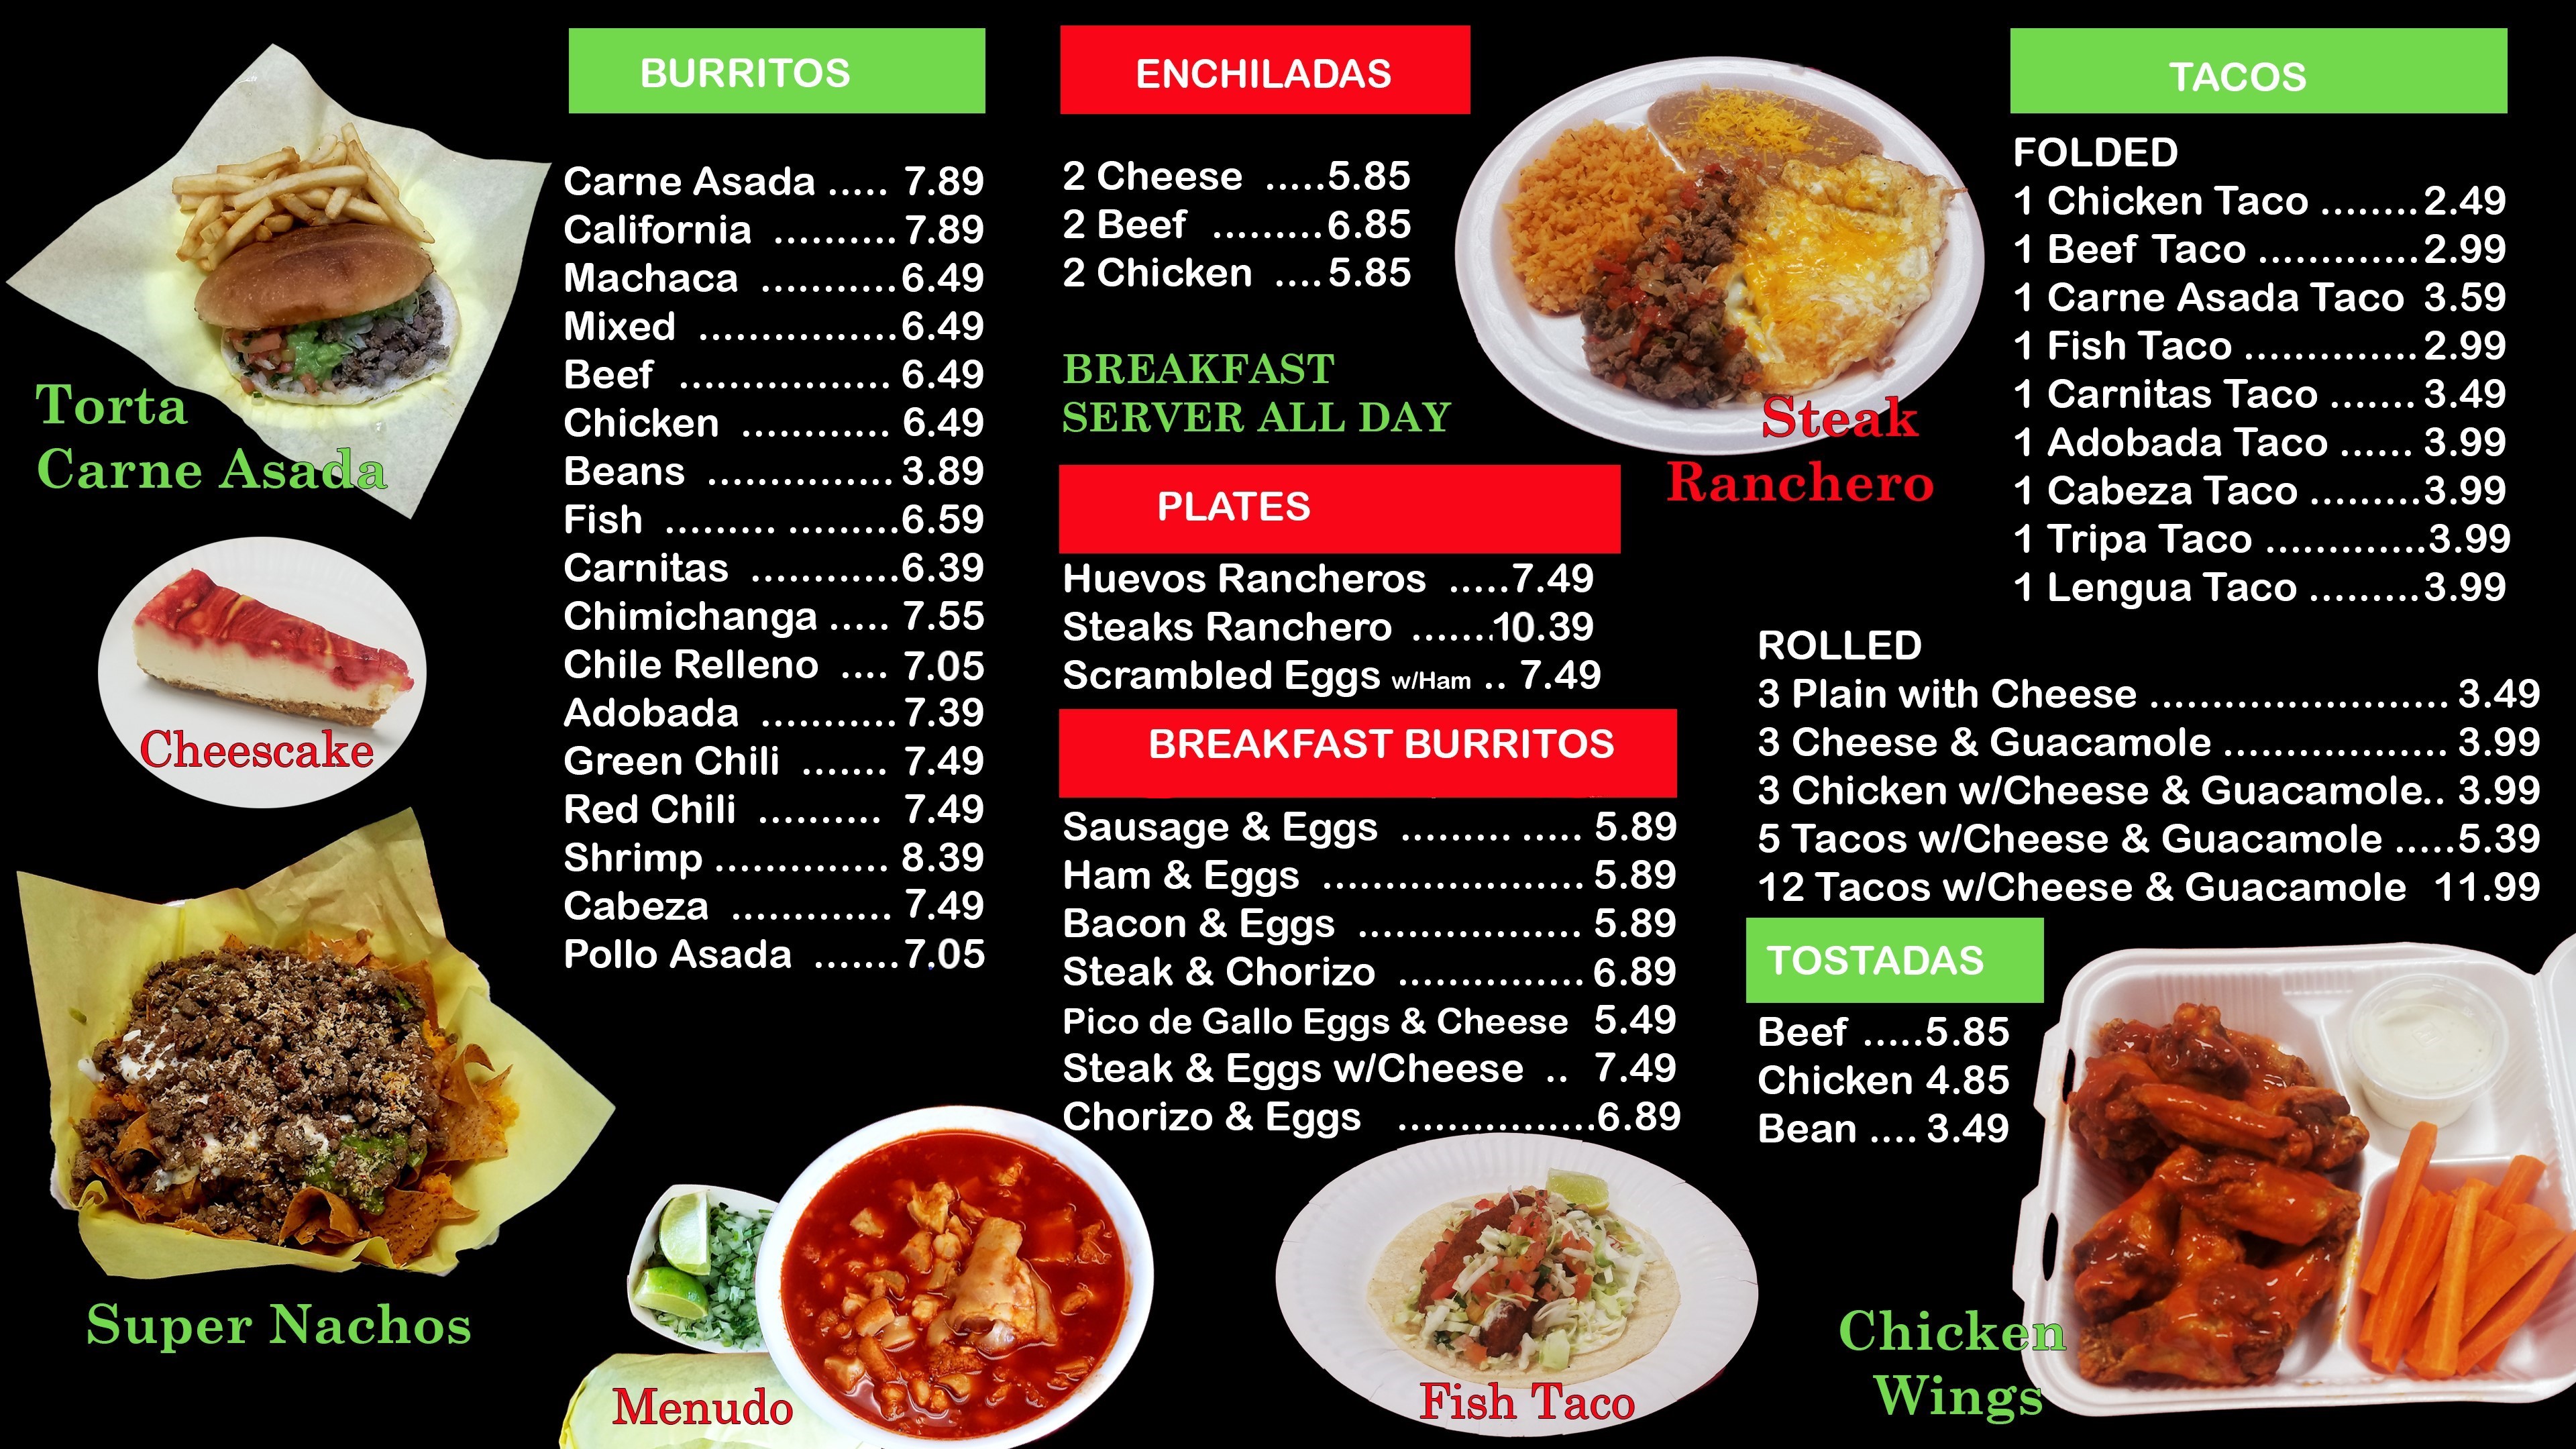 Torta
Carne Asada
Cheescake
Super Nachos
BURRITOS
Carne Asada ..... 7.89
California .......... 7.89
Machaca ...........6.49
Mixed ................6.49
Beef ................. 6.49
Chicken ............ 6.49
Beans ............... 3.89
Fish ......... .........6.59
Carnitas ............6.39
Chimichanga ..... 7.55
Chile Relleno .... 7.05
Adobada ...........7.39
Green Chili ....... 7.49
Red Chili .......... 7.49
Shrimp .............. 8.39
Cabeza ............. 7.49
Pollo Asada .......7.05
Menudo
ENCHILADAS
2 Cheese .....5.85
2 Beef .........6.85
2 Chicken ....5.85
BREAKFAST
SERVER ALL DAY
PLATES
Huevos Rancheros .....7.49
Steaks Ranchero .......10.39
Scrambled Eggs w/Ham .. 7.49
BREAKFAST BURRITOS
Sausage & Eggs ......... ..... 5.89
Ham & Eggs ..................... 5.89
Bacon & Eggs .................. 5.89
Steak & Chorizo ............... 6.89
Pico de Gallo Eggs & Cheese 5.49
Steak & Eggs w/Cheese .. 7.49
Chorizo & Eggs ................6.89
Fish Taco
Steak
Ranchero
TACOS
FOLDED
1 Chicken Taco ........2.49
1 Beef Taco .............2.99
1 Carne Asada Taco 3.59
1 Fish Taco ..............2.99
1 Carnitas Taco ....... 3.49
1 Adobada Taco ...... 3.99
1 Cabeza Taco .........3.99
1 Tripa Taco .............3.99
1 Lengua Taco .........3.99
ROLLED
3 Plain with Cheese ........................ 3.49
3 Cheese & Guacamole .................. 3.99
3 Chicken w/Cheese & Guacamole.. 3.99
5 Tacos w/Cheese & Guacamole .....5.39
12 Tacos w/Cheese & Guacamole 11.99
TOSTADAS
Beef .....5.85
Chicken 4.85
Bean .... 3.49
Chicken
Wings